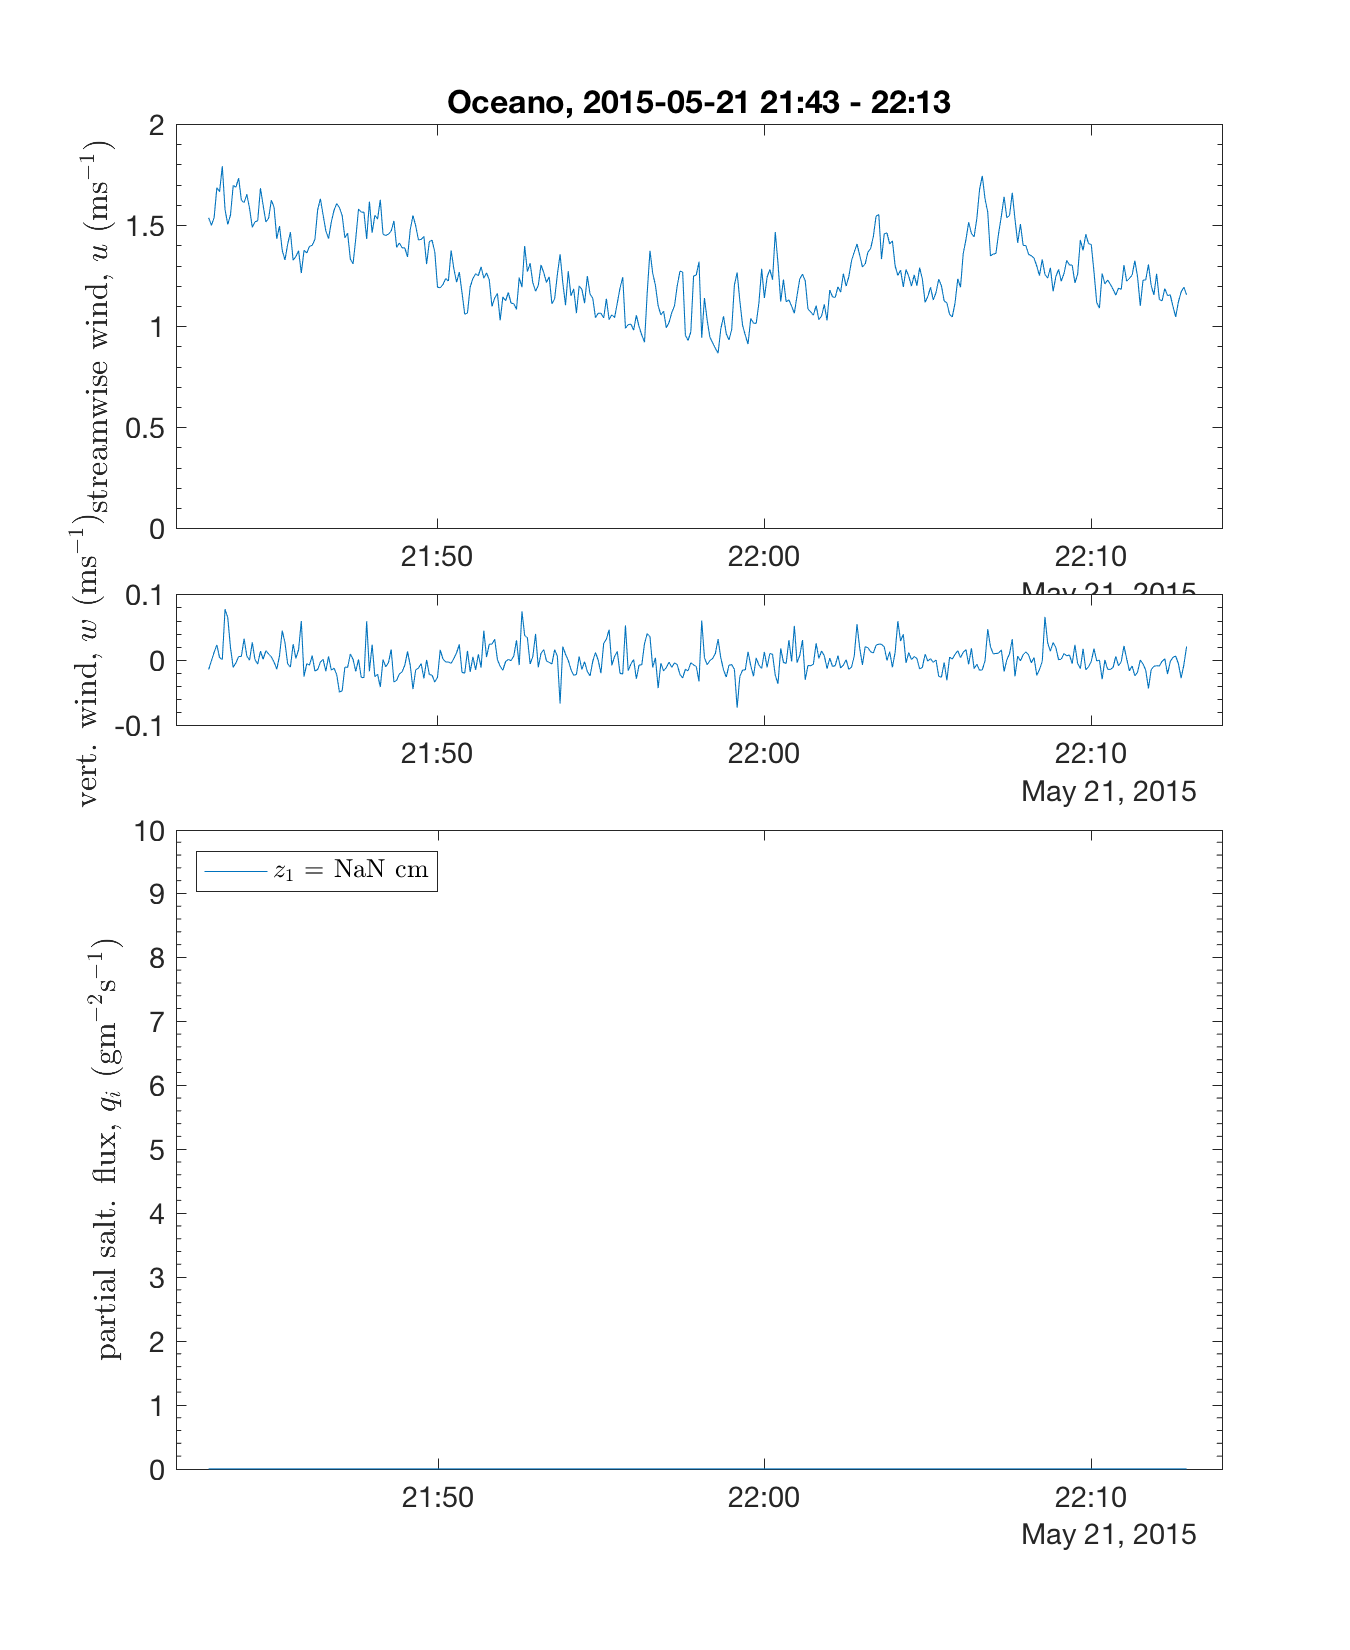 Oceano, 2015-05-21 21:43 - 22:13
streamwise wind, u (ms⁻¹)
2
1.5
1
0.5
0
21:50 22:00 22:10
May 21, 2015
vert. wind, w (ms⁻¹)
0.1
0
-0.1
21:50 22:00 22:10
May 21, 2015
partial salt. flux, qᵢ (gm⁻²s⁻¹)
10
9
8
7
6
5
4
3
2
1
0
z₁ = NaN cm
21:50 22:00 22:10
May 21, 2015